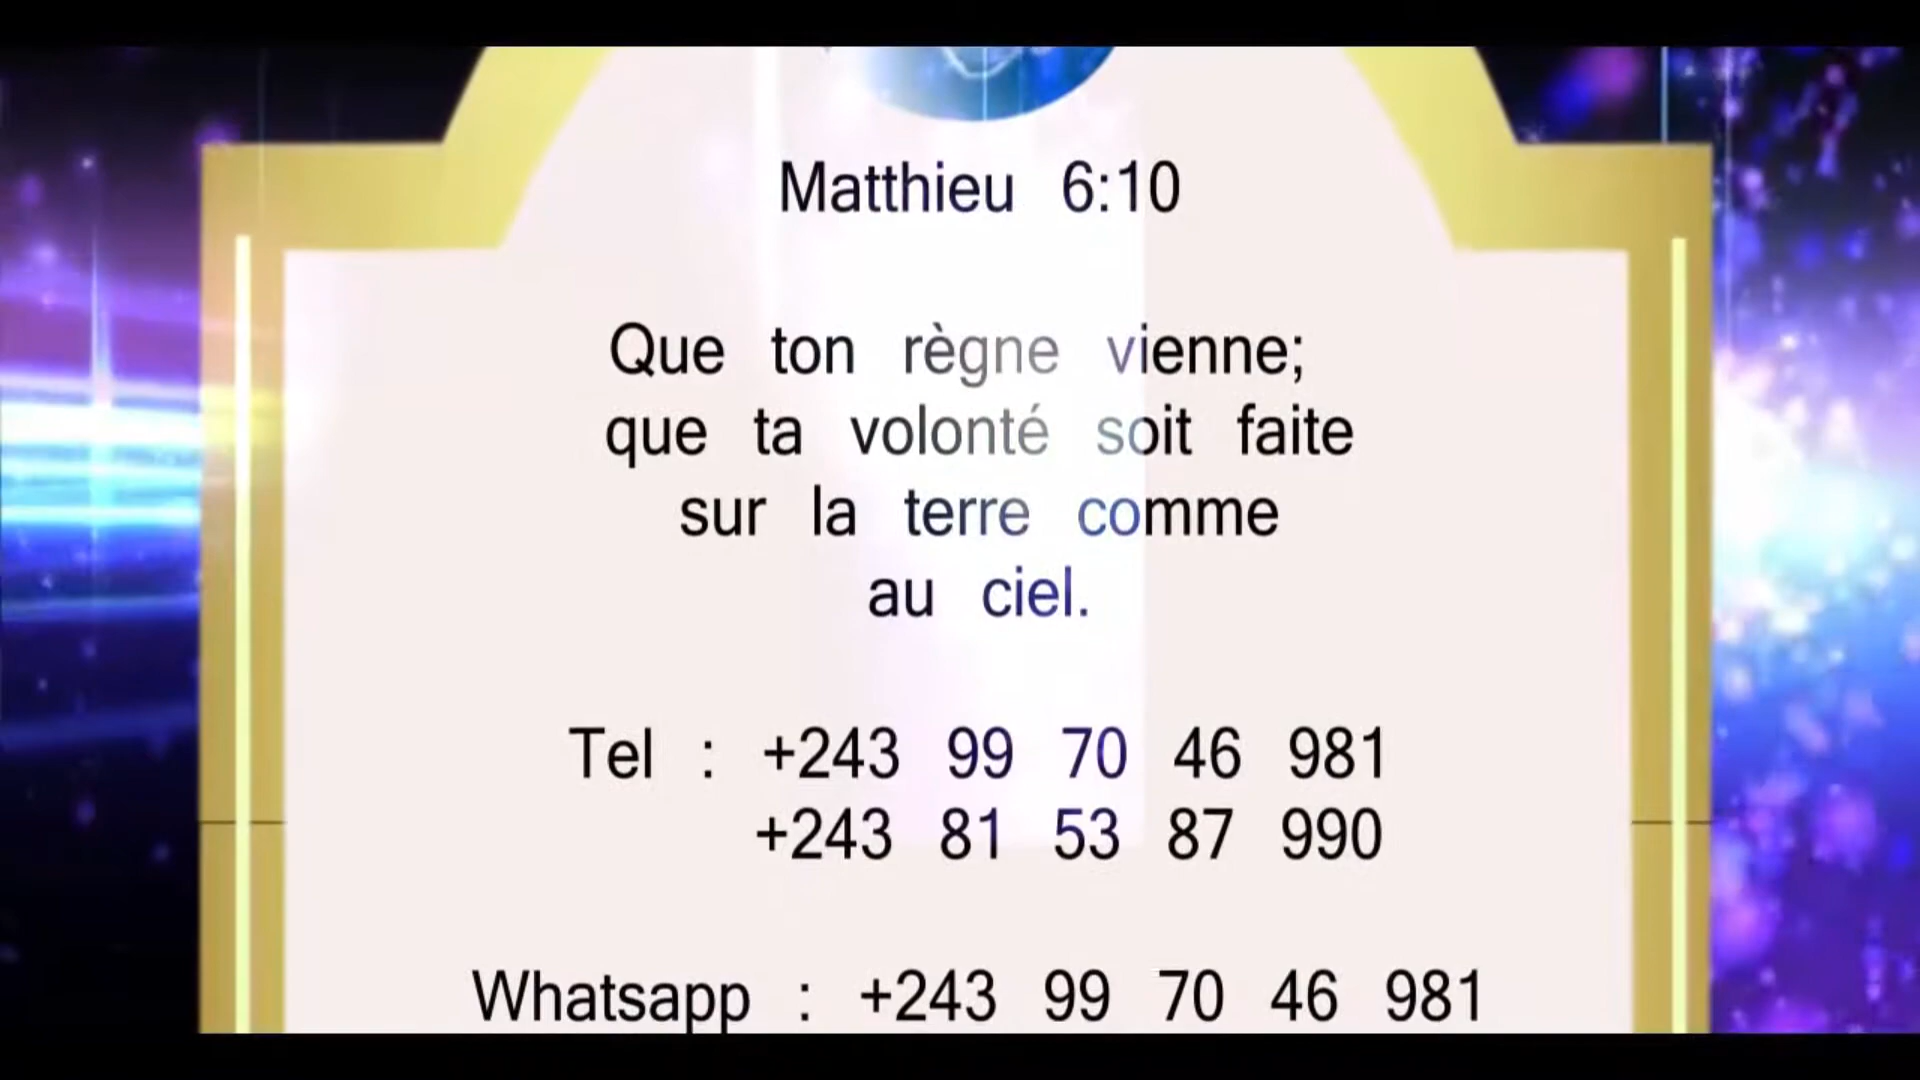 Matthieu 6:10
Que ton règne vienne;
que ta volonté soit faite
sur la terre comme
au ciel.
Tel : +243 99 70 46 981
+243 81 53 87 990
Whatsapp : +243 99 70 46 981